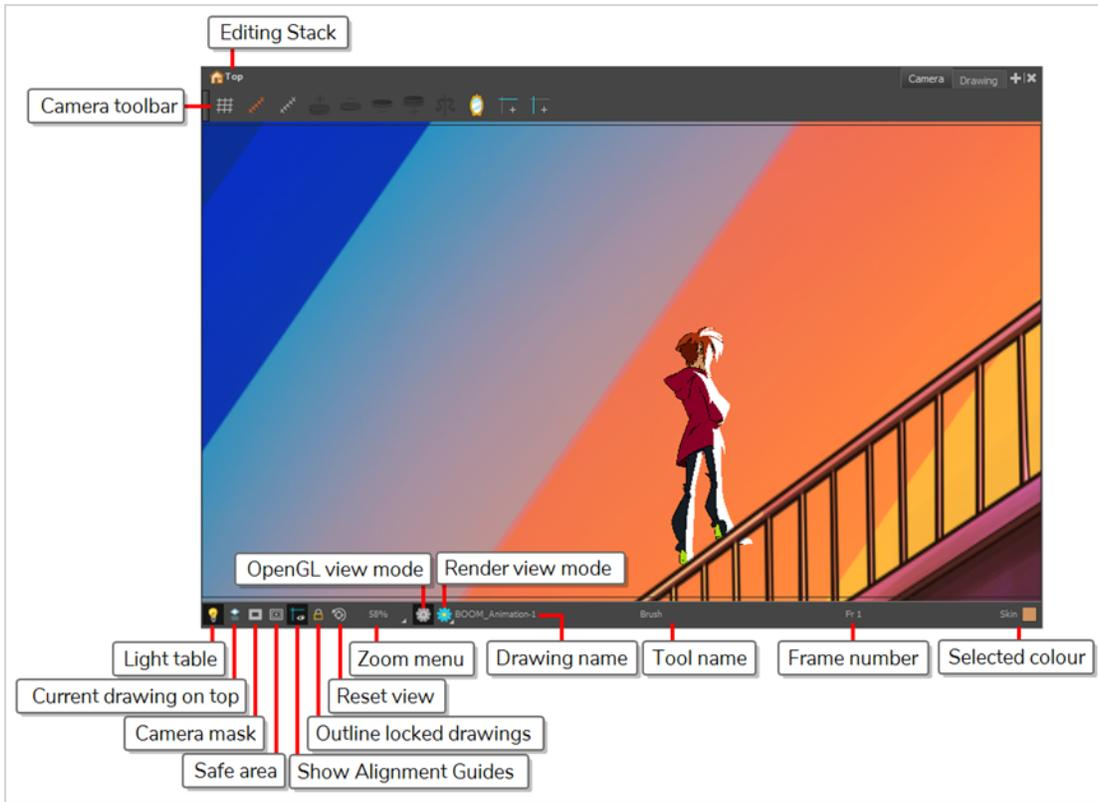 Editing Stack
Top
Camera
Drawing
Camera toolbar
OpenGL view mode
Render view mode
58%
BOOM_Animation-1
Brush
Fr 1
Skin
Light table
Zoom menu
Drawing name
Tool name
Frame number
Selected colour
Current drawing on top
Reset view
Camera mask
Outline locked drawings
Safe area
Show Alignment Guides